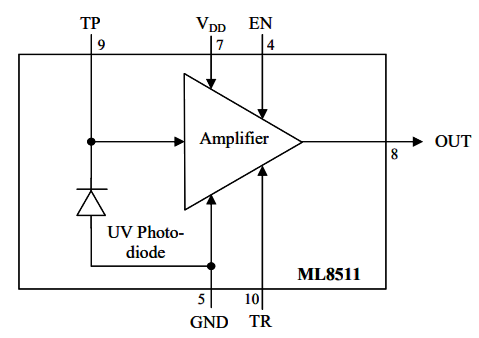 TP
VDD
EN
9
7
4
Amplifier
OUT
8
UV Photo-
diode
ML8511
5
10
GND
TR